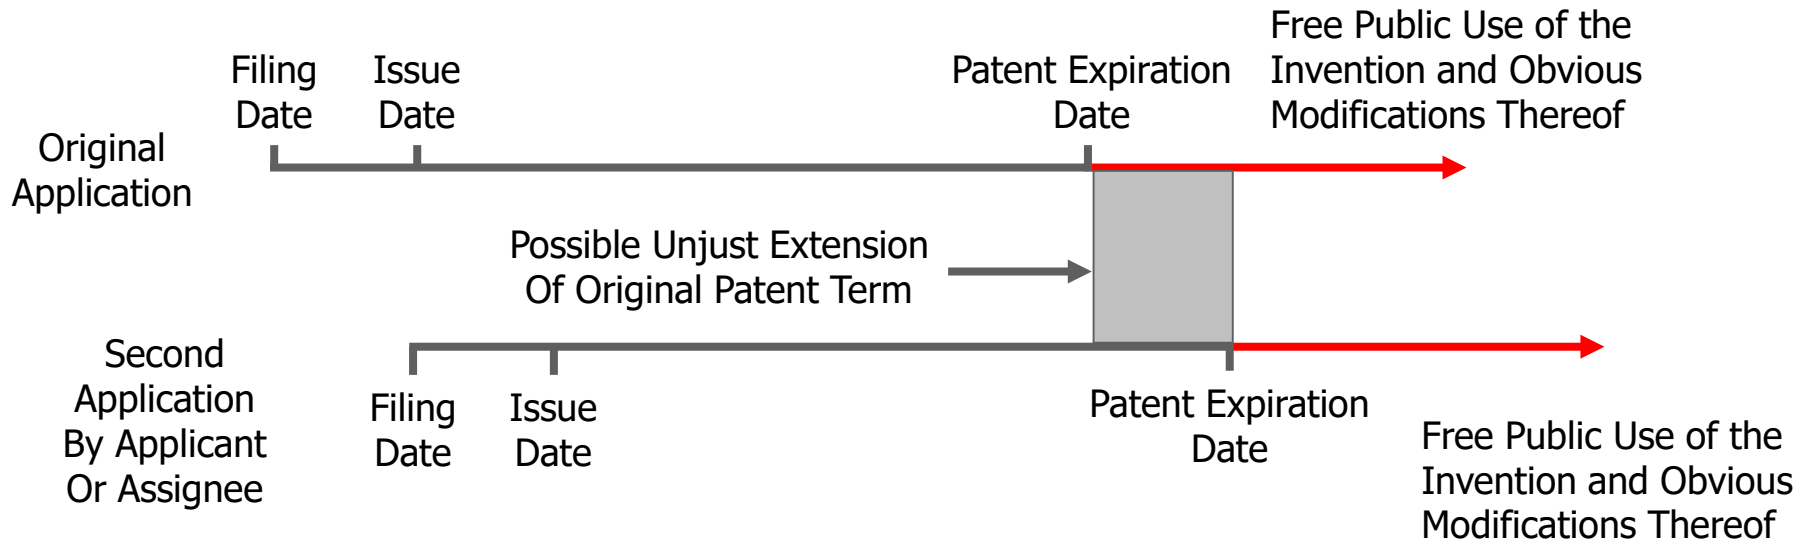 Filing
Date
Issue
Date
Patent Expiration
Date
Free Public Use of the
Invention and Obvious
Modifications Thereof
Original
Application
Possible Unjust Extension
Of Original Patent Term
Second
Application
By Applicant
Or Assignee
Filing
Date
Issue
Date
Patent Expiration
Date
Free Public Use of the
Invention and Obvious
Modifications Thereof